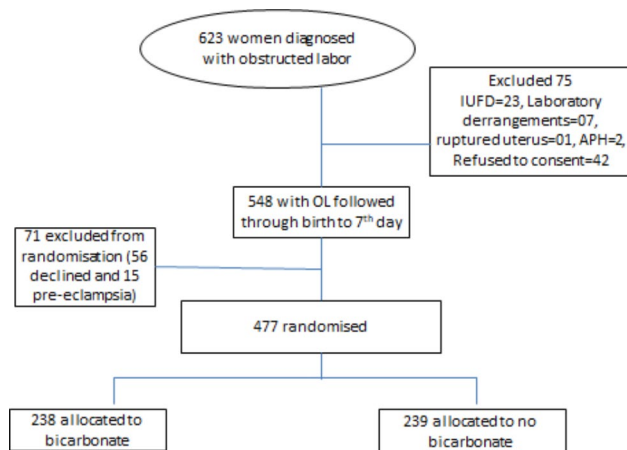 623 women diagnosed
with obstructed labor
Excluded 75
IUFD=23, Laboratory
derrangements=07,
ruptured uterus=01, APH=2,
Refused to consent=42
548 with OL followed
through birth to 7th day
71 excluded from
randomisation (56
declined and 15
pre-eclampsia)
477 randomised
238 allocated to
bicarbonate
239 allocated to no
bicarbonate